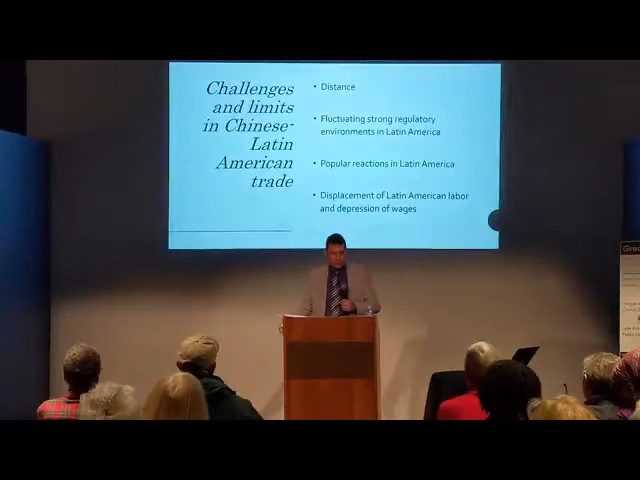 Challenges
and limits
in Chinese-
Latin
American
trade
• Distance
• Fluctuating strong regulatory
environments in Latin America
• Popular reactions in Latin America
• Displacement of Latin American labor
and depression of wages